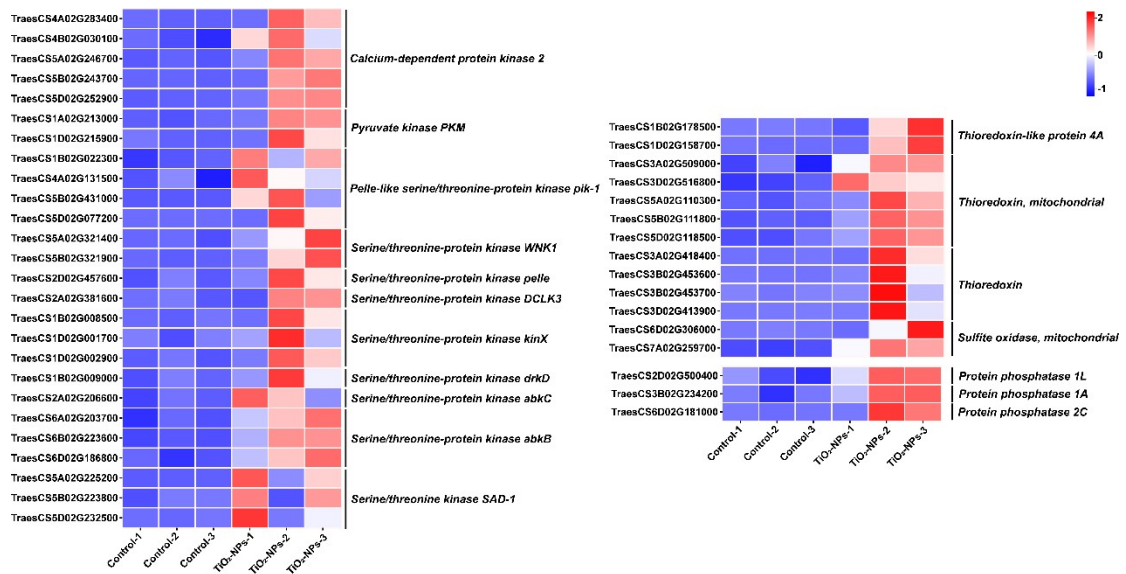 TraesCS4A02G283400
TraesCS4B02G030100
TraesCS5A02G246700
TraesCS5B02G243700
TraesCS5D02G252900
Calcium-dependent protein kinase 2
TraesCS1A02G213000
TraesCS1D02G215900
Pyruvate kinase PKM
TraesCS1B02G022300
TraesCS4A02G131500
TraesCS5B02G431000
TraesCS5D02G077200
Pelle-like serine/threonine-protein kinase pik-1
TraesCS5A02G321400
TraesCS5B02G321900
Serine/threonine-protein kinase WNK1
TraesCS2D02G457600
Serine/threonine-protein kinase pelle
TraesCS2A02G381600
Serine/threonine-protein kinase DCLK3
TraesCS1B02G008500
TraesCS1D02G001700
TraesCS1D02G002900
Serine/threonine-protein kinase kinX
TraesCS1B02G009000
Serine/threonine-protein kinase drkD
TraesCS2A02G206600
Serine/threonine-protein kinase abkC
TraesCS6A02G203700
TraesCS6B02G223600
TraesCS6D02G186800
Serine/threonine-protein kinase abkB
TraesCS5A02G225200
TraesCS5B02G223800
TraesCS5D02G232500
Serine/threonine kinase SAD-1
Control-1
Control-2
Control-3
TiO₂-NPs-1
TiO₂-NPs-2
TiO₂-NPs-3
2
0
-1
TraesCS1B02G178500
TraesCS1D02G158700
Thioredoxin-like protein 4A
TraesCS3A02G509000
TraesCS3D02G516800
TraesCS5A02G110300
TraesCS5B02G111800
TraesCS5D02G118500
Thioredoxin, mitochondrial
TraesCS3A02G418400
TraesCS3B02G453600
TraesCS3B02G453700
TraesCS3D02G413900
Thioredoxin
TraesCS6D02G306000
TraesCS7A02G259700
Sulfite oxidase, mitochondrial
TraesCS2D02G500400
Protein phosphatase 1L
TraesCS3B02G234200
Protein phosphatase 1A
TraesCS6D02G181000
Protein phosphatase 2C
Control-1
Control-2
Control-3
TiO₂-NPs-1
TiO₂-NPs-2
TiO₂-NPs-3